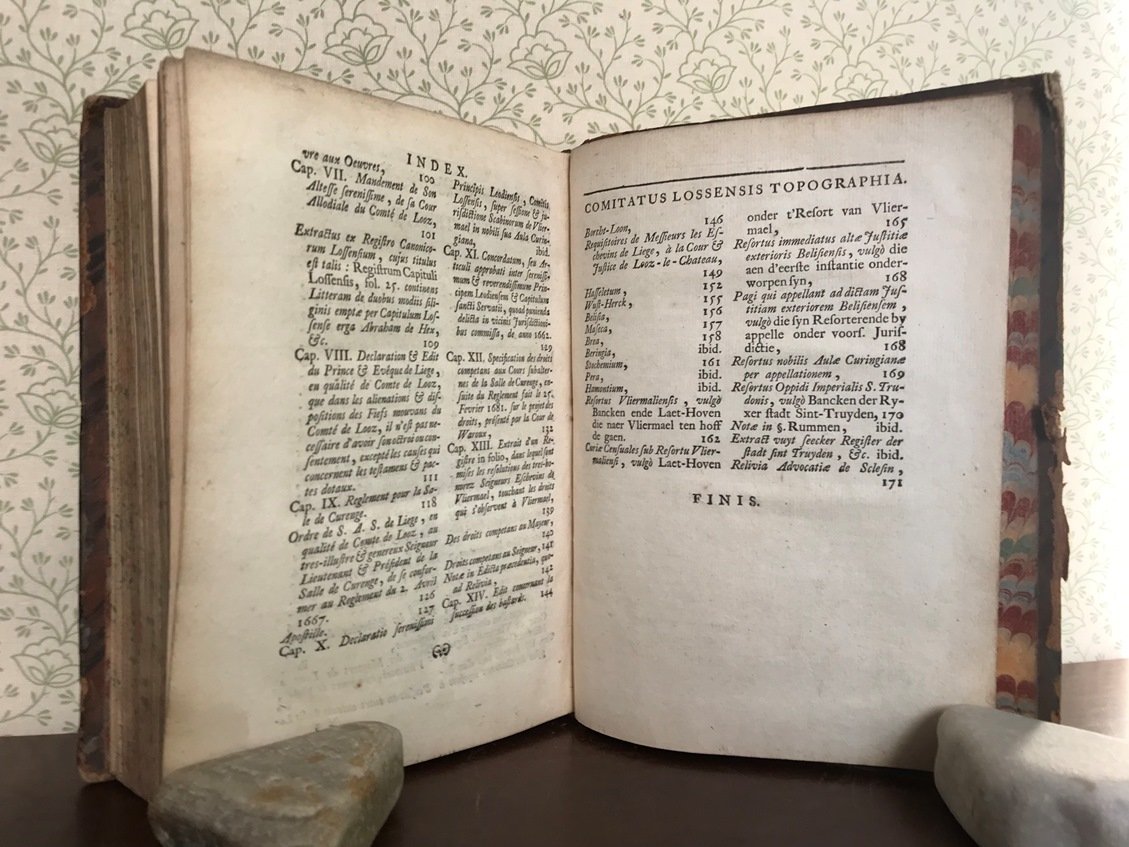 INDEX.
vre aux Oeuvres, 100
Cap. VII. Mandement de Son
Altesse serenissime, de sa Cour
Allodiale du Comté de Looz,
101
Extractus ex Registro Canonico-
rum Lossensium, cujus titulus
est talis: Registrum Capituli
Lossensis, fol. 25. continens
Litteram de duobus modiis sili-
ginis emptæ per Capitulum Los-
sense erga Abraham de Hex,
&c. 109
Cap. VIII. Declaration & Edit
du Prince & Evêque de Liege,
en qualité de Comte de Looz,
que dans les alienations & dis-
positions des Fiefs mouvans du
Comté de Looz, il n'est pas ne-
cessaire d'avoir son octroi ou con-
sentement, excepté les causes qui
concernent les testamens & pac-
tes dotaux. 111
Cap. IX. Reglement pour la Sa-
le de Curenge. 118
Ordre de S. A. S. de Liege, en
qualité de Comte de Looz, au
tres-illustre & genereux Seigneur
Lieutenant & Président de la
Salle de Curenge, de se confor-
mer au Reglement du 2. Avril
1667. 126
Apostille. 127
Cap. X. Declaratio serenissimi
Principis Leodiensis, Comitis
Lossensis, super sessione & ju-
risdictione Scabinorum de Vlier-
mael in nobili sua Aula Curin-
giana, ibid.
Cap. XI. Concordatum, seu Ar-
ticuli approbati inter serenissi-
mum & reverendissimum Prin-
cipem Leodiensem & Capitulum
sancti Servatii, quoad punienda
delicta in vicinis Jurisdictioni-
bus commissa, de anno 1662.
129
Cap. XII. Specification des droits
competans aux Cours subalter-
nes de la Salle de Curenge, en-
suite du Reglement fait le 25.
Fevrier 1681. sur le projet des
droits, présenté par la Cour de
Waroux, 132
Cap. XIII. Extrait d'un Re-
gistre in folio, dans lequel sont
mises les resolutions des tres-ho-
norez Seigneurs Eschevins de
Vliermael, touchant les droits
qui s'observent à Vliermael,
139
Des droits competans au Mayeur,
140
Droits competans au Seigneur, 141
Notæ in Edicta præcedentia, quo-
ad Relivia, 142
Cap. XIV. Edit concernant la
succession des bastards. 144
COMITATUS LOSSENSIS TOPOGRAPHIA.
Borcht-Loon, 146
Requisitoires de Messieurs les Es-
chevins de Liege, à la Cour &
Justice de Looz-le-Chateau,
149
Hasseletum, 152
Wust-Herck, 155
Belisia, 156
Maseca, 157
Brea, 158
Beringia, ibid.
Stochemium, 161
Pera, ibid.
Hamontium, ibid.
Resortus Vliermaliensis, vulgò
Bancken ende Laet-Hoven
die naer Vliermael ten hoff
de gaen. 162
Curiæ Censuales sub Resortu Vlier-
maliensi, vulgò Laet-Hoven
onder t'Resort van Vlier-
mael, 165
Resortus immediatus altæ Justitiæ
exterioris Belisiensis, vulgò die
aen d'eerste instantie onder-
worpen syn, 168
Pagi qui appellant ad dictam Jus-
titiam exteriorem Belisiensem,
vulgò die syn Resorterende by
appelle onder voors. Juris-
dictie, 168
Resortus nobilis Aulæ Curingianæ
per appellationem, 169
Resortus Oppidi Imperialis S. Tru-
donis, vulgò Bancken der Ry-
xer stadt Sint-Truyden, 170
Notæ in §. Rummen, ibid.
Extract vuyt seecker Register der
stadt sint Truyden, &c. ibid.
Relivia Advocatiæ de Sclesin,
171
FINIS.